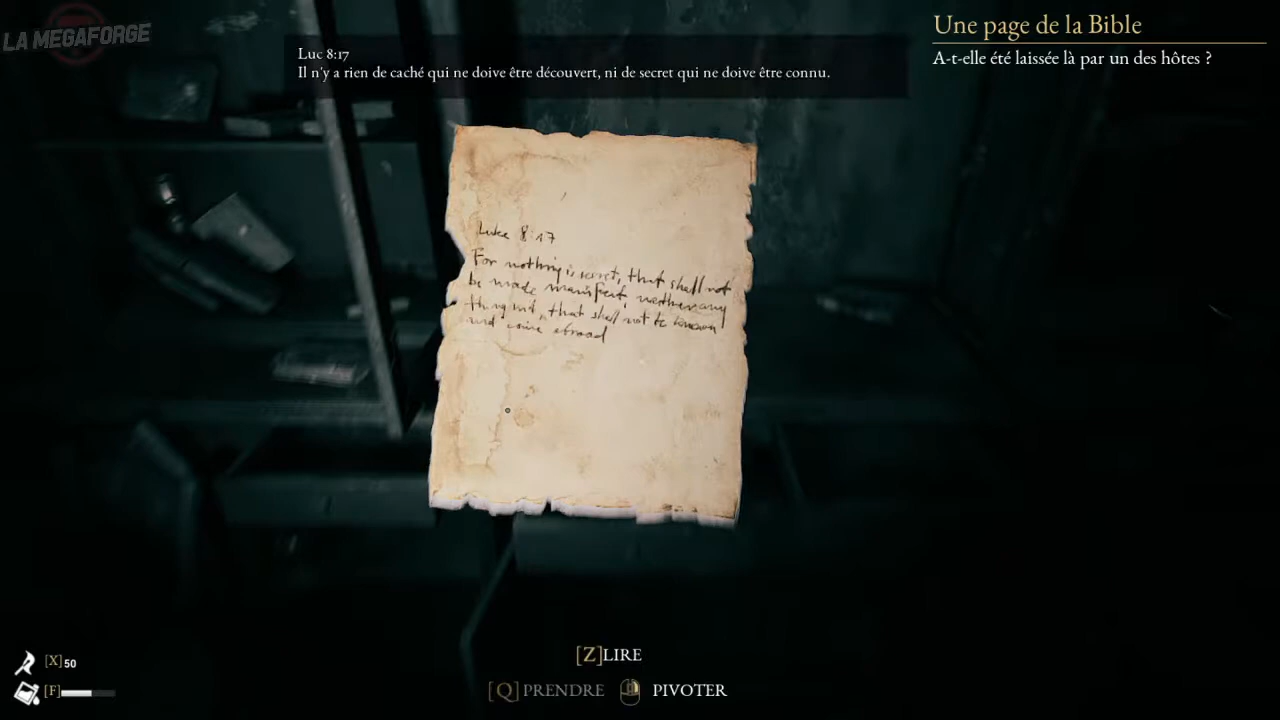 LA MEGAFORGE
Luc 8:17
Il n'y a rien de caché qui ne doive être découvert, ni de secret qui ne doive être connu.
Une page de la Bible
A-t-elle été laissée là par un des hôtes ?
Luke 8:17
For nothing is secret, that shall not
be made manifest, neither any
thing hid, that shall not be known
and come abroad
[Z]LIRE
[Q]PRENDRE PIVOTER
[X] 50
[F]